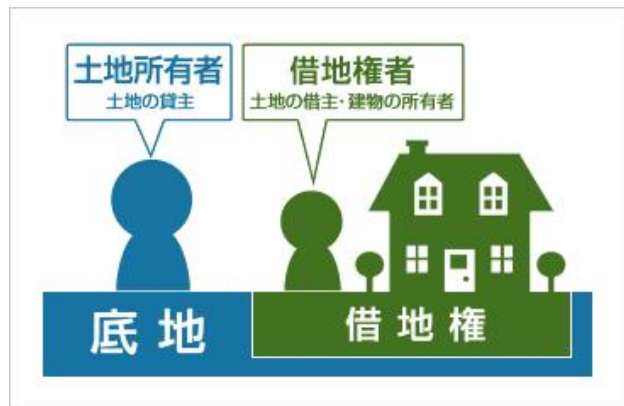 土地所有者
土地の貸主
借地権者
土地の借主・建物の所有者
底地
借地権